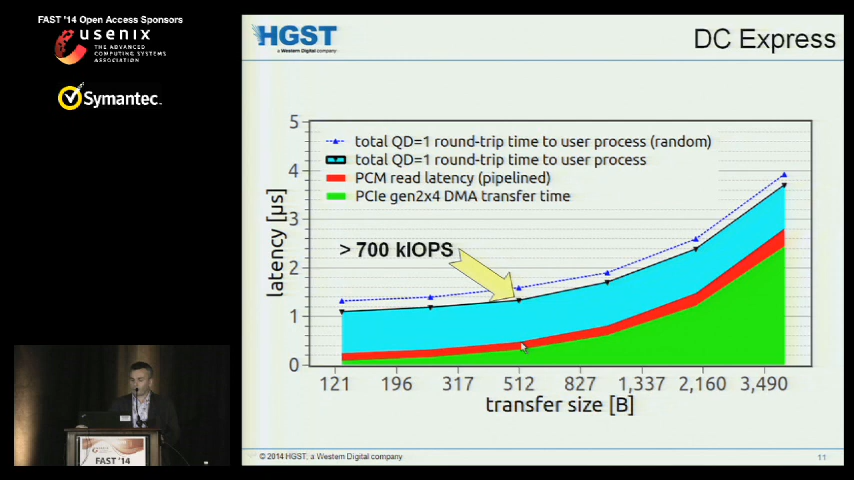 FAST '14 Open Access Sponsors
usenix
THE ADVANCED
COMPUTING SYSTEMS
ASSOCIATION
Symantec.
HGST
a Western Digital company
DC Express
5
4
3
2
1
0
latency [µs]
total QD=1 round-trip time to user process (random)
total QD=1 round-trip time to user process
PCM read latency (pipelined)
PCIe gen2x4 DMA transfer time
> 700 kIOPS
121 196 317 512 827 1,337 2,160 3,490
transfer size [B]
© 2014 HGST, a Western Digital company
11
FAST '14